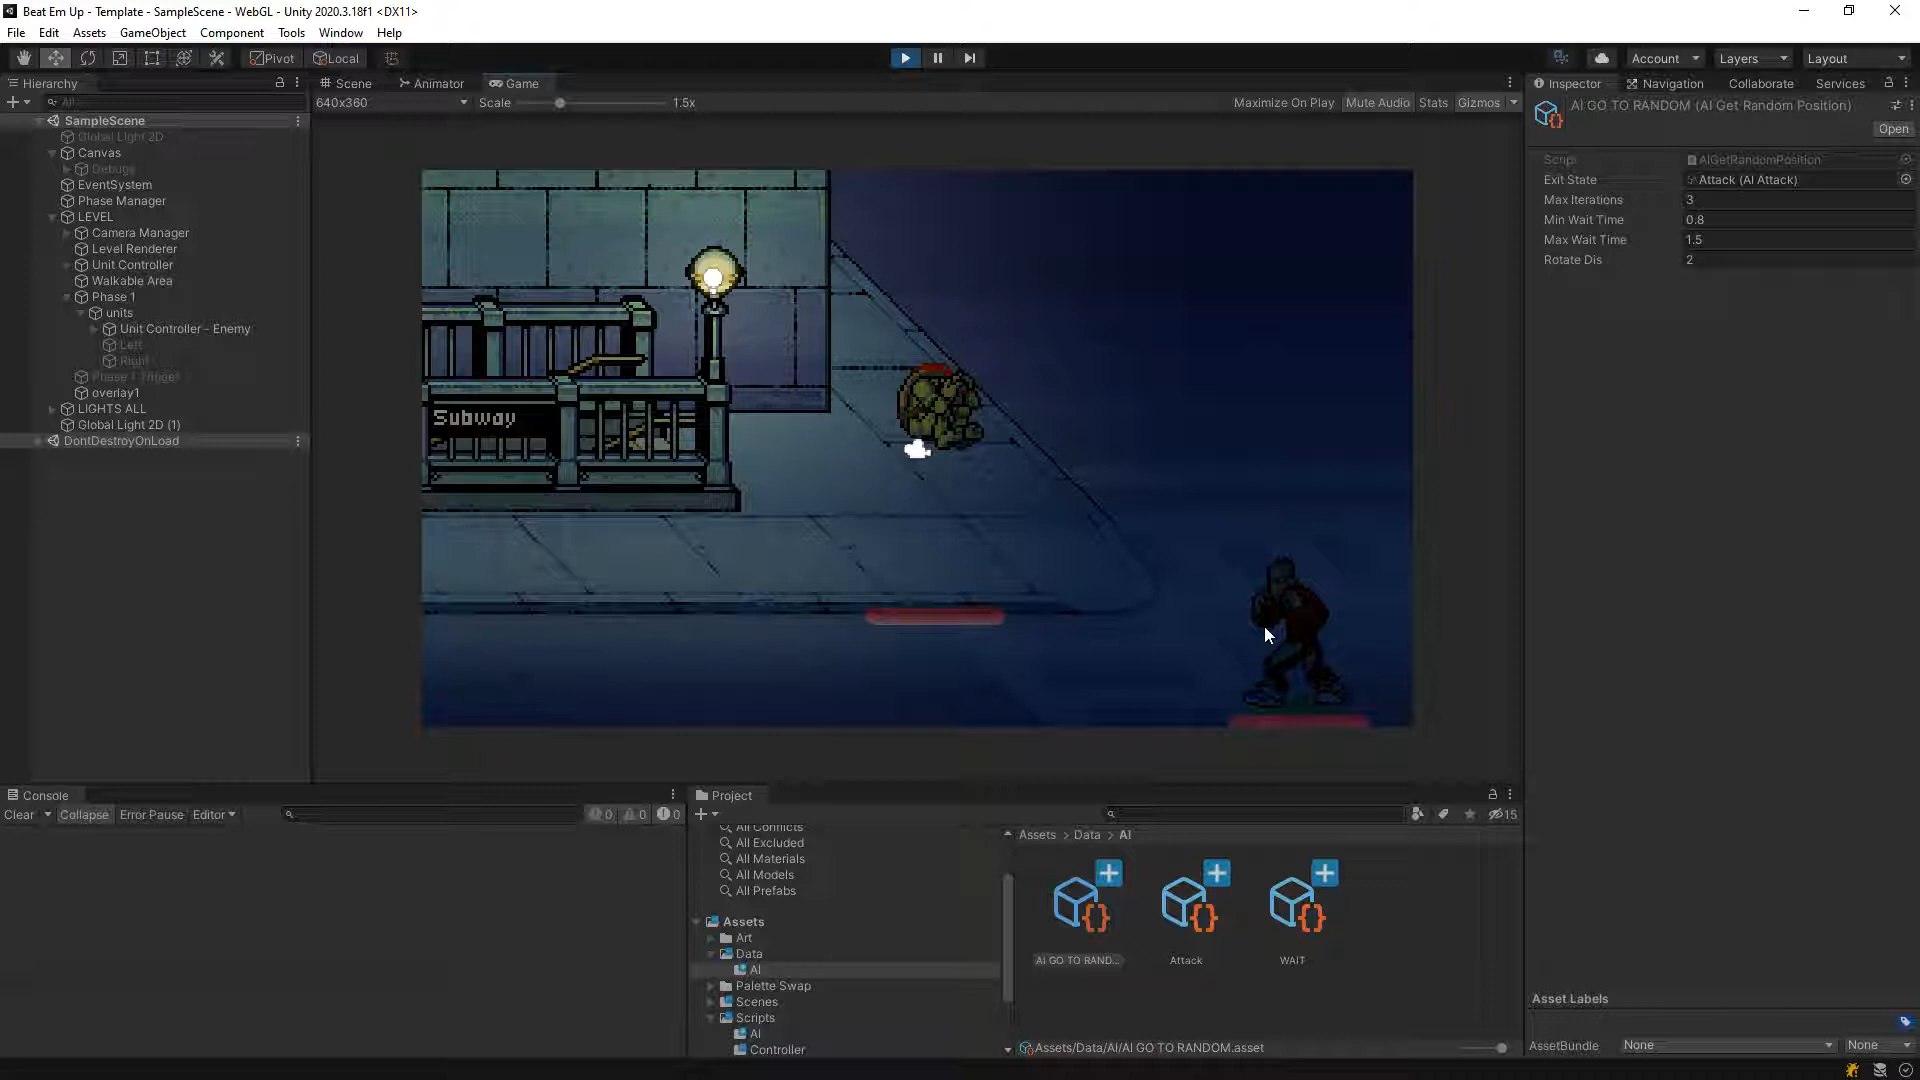 Beat Em Up - Template - SampleScene - WebGL - Unity 2020.3.18f1 <DX11>
File Edit Assets GameObject Component Tools Window Help
Pivot Local Account Layers Layout
Hierarchy Scene Animator Game Inspector Navigation Collaborate Services
All 640x360 Scale 1.5x Maximize On Play Mute Audio Stats Gizmos
AI GO TO RANDOM (AI Get Random Position)
Open
SampleScene
Global Light 2D
Canvas
Debugs
EventSystem
Phase Manager
LEVEL
Camera Manager
Level Renderer
Unit Controller
Walkable Area
Phase 1
units
Unit Controller - Enemy
Left
Right
Phase 1 Trigger
overlay1
LIGHTS ALL
Global Light 2D (1)
DontDestroyOnLoad
Subway
Script AIGetRandomPosition
Exit State Attack (AI Attack)
Max Iterations 3
Min Wait Time 0.8
Max Wait Time 1.5
Rotate Dis 2
Console
Clear Collapse Error Pause Editor 0 0 0
Project
15
All Conflicts
All Excluded
All Materials
All Models
All Prefabs
Assets
Art
Data
AI
Palette Swap
Scenes
Scripts
AI
Controller
Assets > Data > AI
AI GO TO RAND... Attack WAIT
Assets/Data/AI/AI GO TO RANDOM.asset
Asset Labels
AssetBundle None None